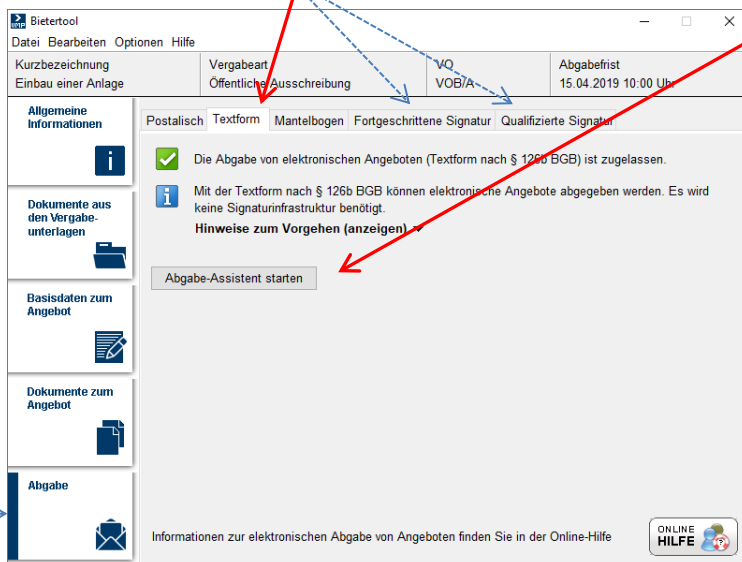 Bietertool
Datei Bearbeiten Optionen Hilfe
Kurzbezeichnung
Einbau einer Anlage
Vergabeart
Öffentliche Ausschreibung
VO
VOB/A
Abgabefrist
15.04.2019 10:00 Uhr
Allgemeine
Informationen
Dokumente aus
den Vergabe-
unterlagen
Basisdaten zum
Angebot
Dokumente zum
Angebot
Abgabe
Postalisch Textform Mantelbogen Fortgeschrittene Signatur Qualifizierte Signatur
Die Abgabe von elektronischen Angeboten (Textform nach § 126b BGB) ist zugelassen.
Mit der Textform nach § 126b BGB können elektronische Angebote abgegeben werden. Es wird
keine Signaturinfrastruktur benötigt.
Hinweise zum Vorgehen (anzeigen)
Abgabe-Assistent starten
Informationen zur elektronischen Abgabe von Angeboten finden Sie in der Online-Hilfe
ONLINE
HILFE